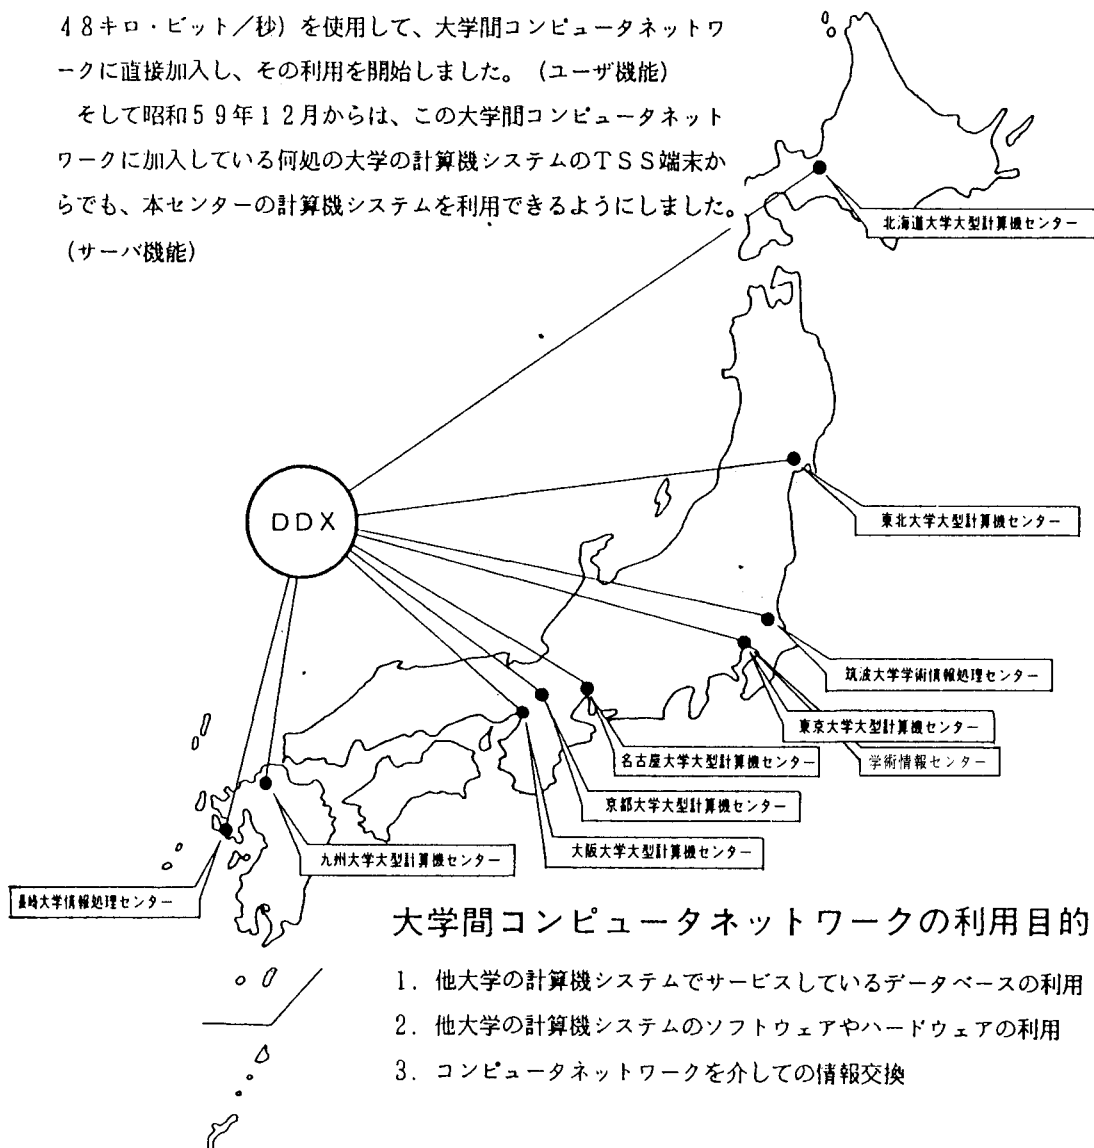 48キロ・ビット／秒）を使用して、大学間コンピュータネットワ
ークに直接加入し、その利用を開始しました。（ユーザ機能）
そして昭和59年12月からは、この大学間コンピュータネット
ワークに加入している何処の大学の計算機システムのTSS端末か
らでも、本センターの計算機システムを利用できるようにしました。
（サーバ機能）
北海道大学大型計算機センター
DDX
東北大学大型計算機センター
筑波大学学術情報処理センター
東京大学大型計算機センター
学術情報センター
名古屋大学大型計算機センター
京都大学大型計算機センター
大阪大学大型計算機センター
九州大学大型計算機センター
長崎大学情報処理センター
大学間コンピュータネットワークの利用目的
1．他大学の計算機システムでサービスしているデータベースの利用
2．他大学の計算機システムのソフトウェアやハードウェアの利用
3．コンピュータネットワークを介しての情報交換